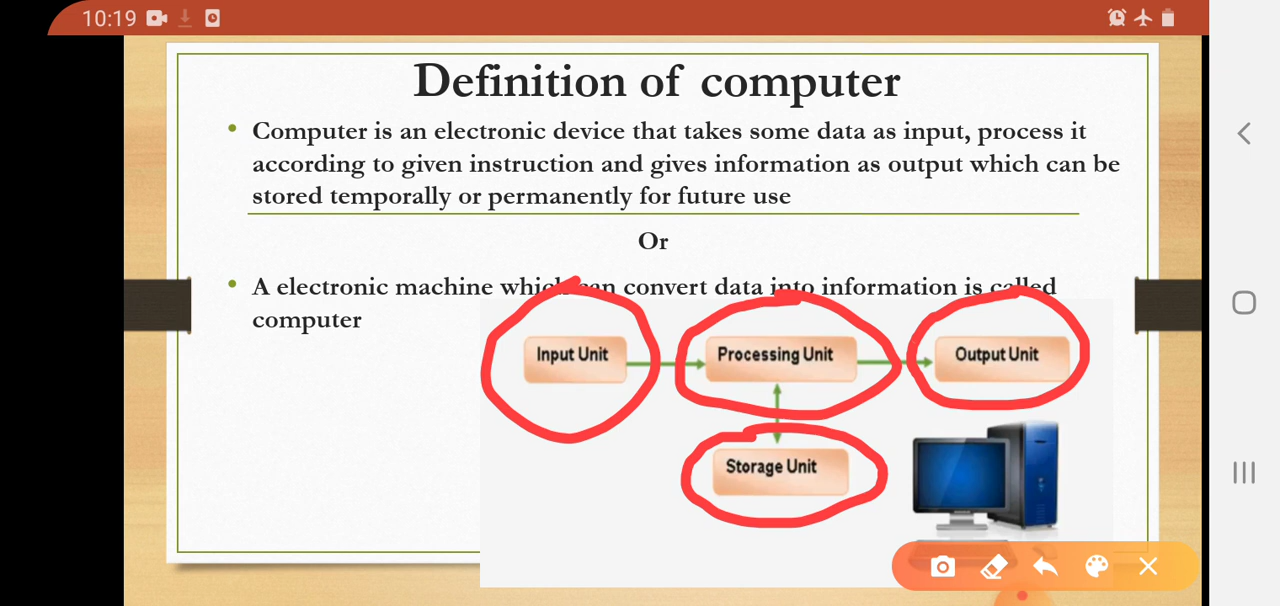 10:19
Definition of computer
• Computer is an electronic device that takes some data as input, process it
according to given instruction and gives information as output which can be
stored temporally or permanently for future use
Or
• A electronic machine which can convert data into information is called
computer
Input Unit
Processing Unit
Output Unit
Storage Unit